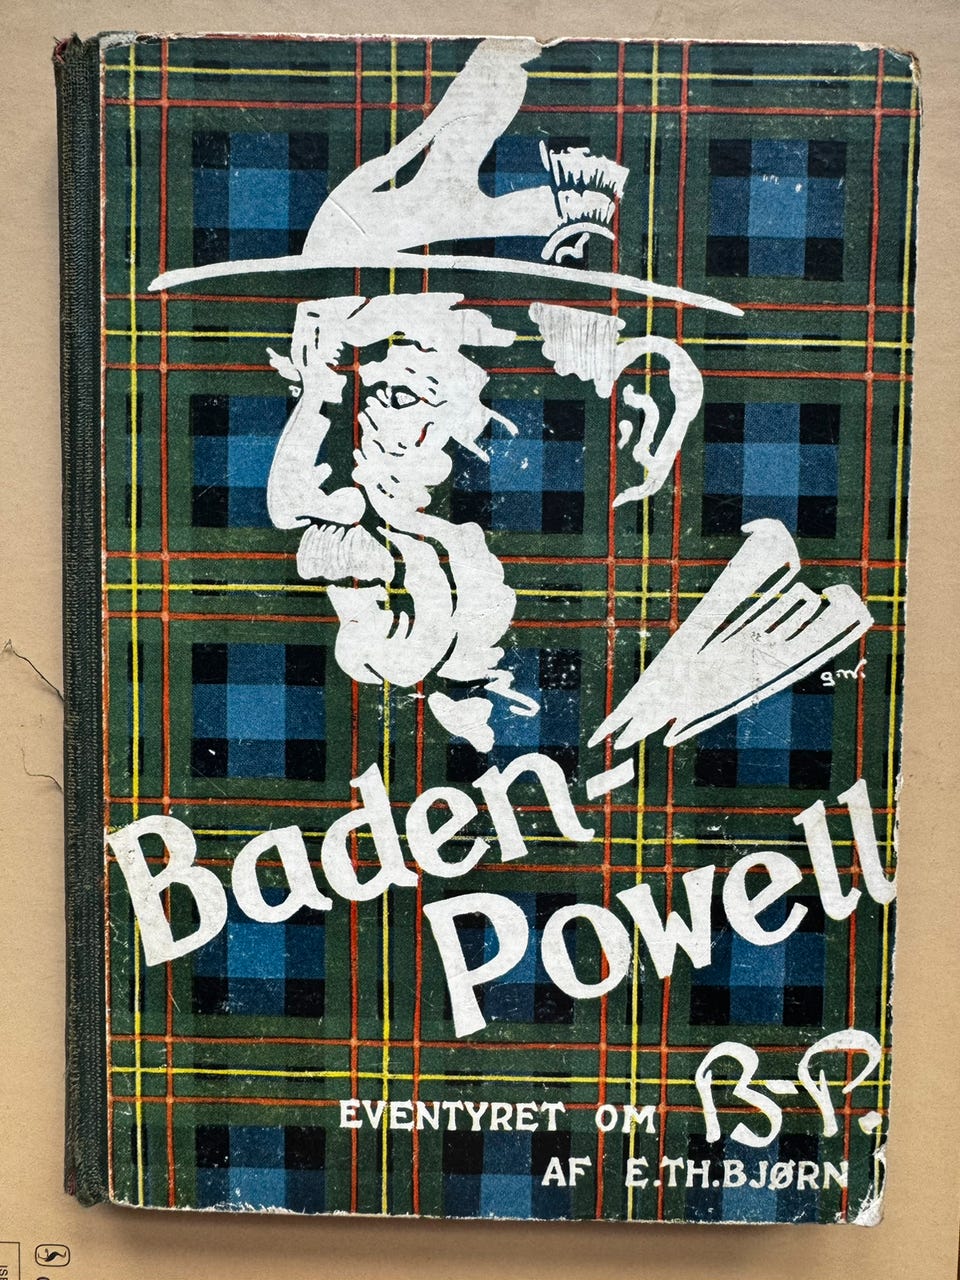 Baden-
Powell
EVENTYRET OM B-P.
AF E.TH.BJØRN